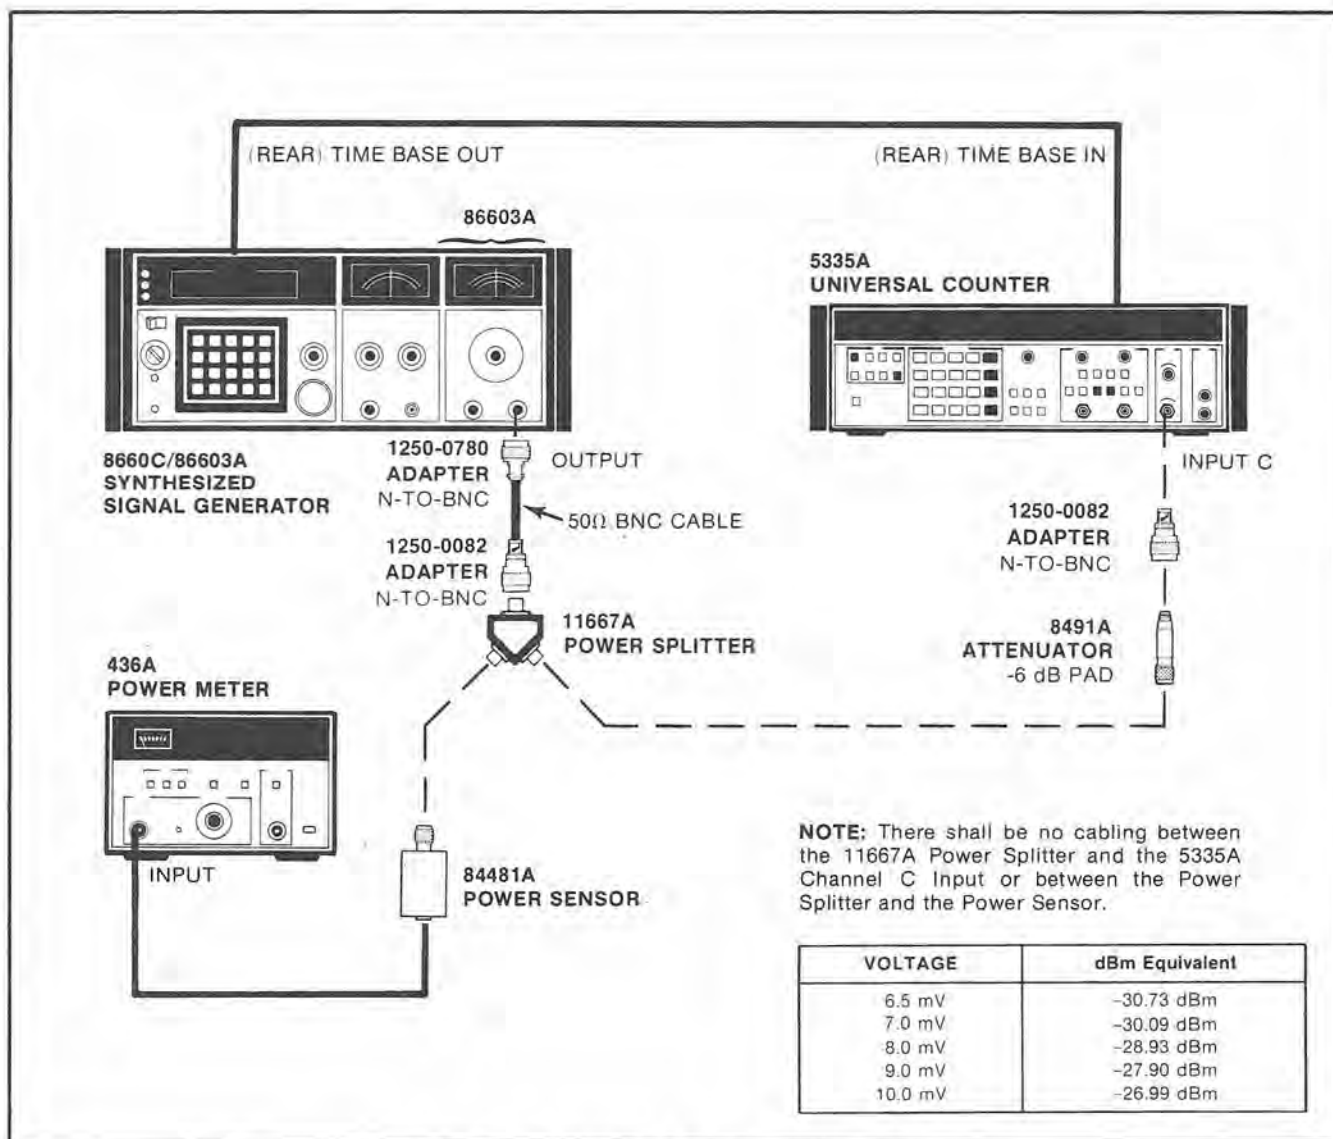 (REAR) TIME BASE OUT
(REAR) TIME BASE IN
86603A
5335A
UNIVERSAL COUNTER
8660C/86603A
SYNTHESIZED
SIGNAL GENERATOR
1250-0780
ADAPTER
N-TO-BNC
OUTPUT
50Ω BNC CABLE
1250-0082
ADAPTER
N-TO-BNC
INPUT C
1250-0082
ADAPTER
N-TO-BNC
11667A
POWER SPLITTER
8491A
ATTENUATOR
-6 dB PAD
436A
POWER METER
INPUT
84481A
POWER SENSOR
NOTE: There shall be no cabling between
the 11667A Power Splitter and the 5335A
Channel C Input or between the Power
Splitter and the Power Sensor.
VOLTAGE dBm Equivalent
6.5 mV -30.73 dBm
7.0 mV -30.09 dBm
8.0 mV -28.93 dBm
9.0 mV -27.90 dBm
10.0 mV -26.99 dBm